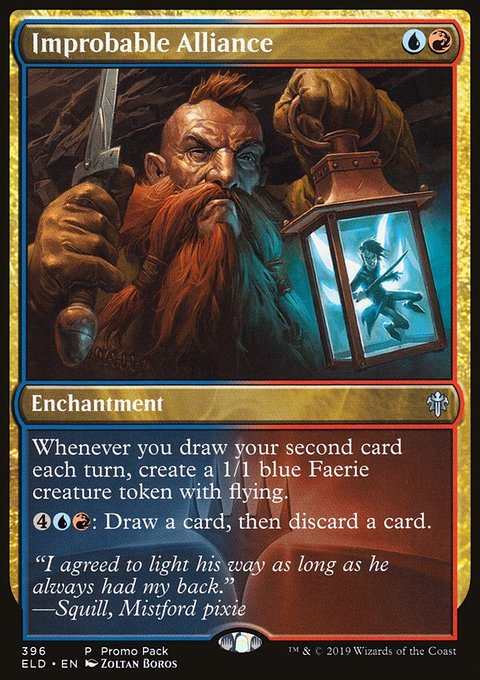 Improbable Alliance
Enchantment
Whenever you draw your second card
each turn, create a 1/1 blue Faerie
creature token with flying.
4: Draw a card, then discard a card.
“I agreed to light his way as long as he
always had my back.”
—Squill, Mistford pixie
396 P Promo Pack
ELD • EN Zoltan Boros
™ & © 2019 Wizards of the Coast